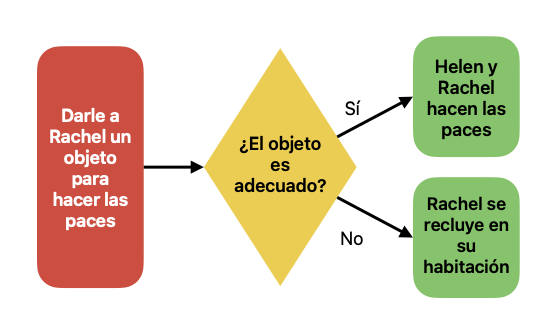 Darle a
Rachel un
objeto
para
hacer las
paces
¿El objeto
es
adecuado?
Sí
Helen y
Rachel
hacen las
paces
No
Rachel se
recluye en
su
habitación